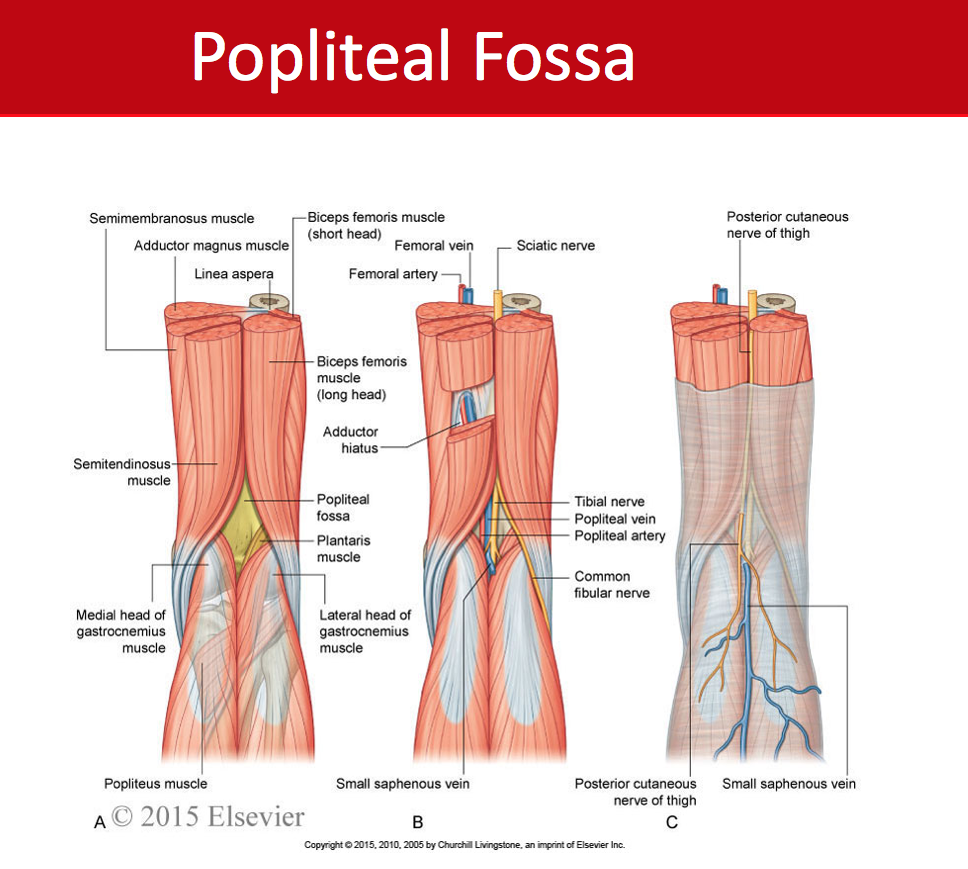 Popliteal Fossa
Semimembranosus muscle
Adductor magnus muscle
Linea aspera
Biceps femoris muscle
(short head)
Biceps femoris
muscle
(long head)
Semitendinosus
muscle
Popliteal
fossa
Plantaris
muscle
Medial head of
gastrocnemius
muscle
Lateral head of
gastrocnemius
muscle
Popliteus muscle
A
© 2015 Elsevier
Femoral vein
Femoral artery
Sciatic nerve
Adductor
hiatus
Tibial nerve
Popliteal vein
Popliteal artery
Common
fibular nerve
Small saphenous vein
B
Posterior cutaneous
nerve of thigh
Posterior cutaneous
nerve of thigh
Small saphenous vein
C
Copyright © 2015, 2010, 2005 by Churchill Livingstone, an imprint of Elsevier Inc.